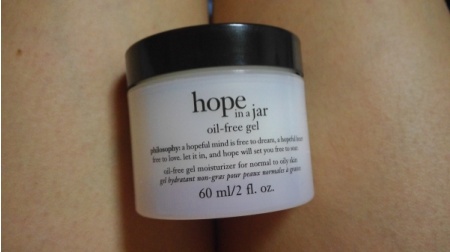 hope
in a jar
oil-free gel
philosophy: a hopeful mind is free to dream, a hopeful heart
free to love. let it in, and hope will set you free to soar.
oil-free gel moisturizer for normal to oily skin
gel hydratant non-gras pour peaux normales à grasses
60 ml/2 fl. oz.